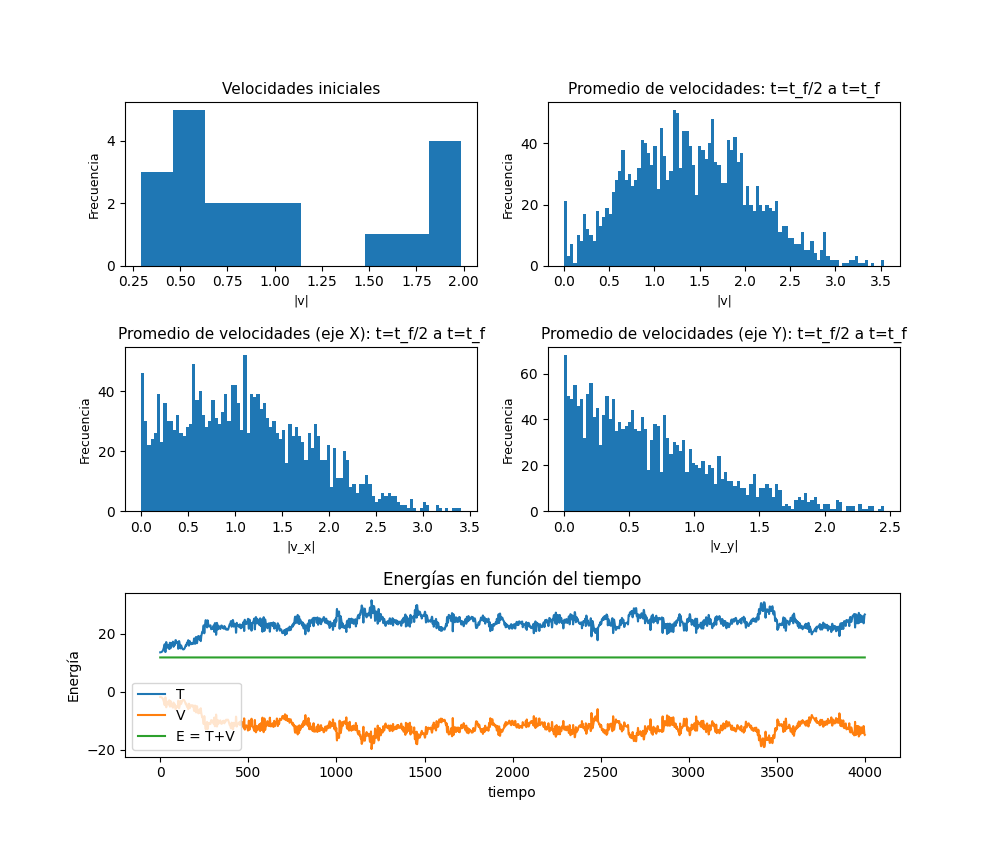 Velocidades iniciales
Frecuencia
4
2
0
0.25 0.50 0.75 1.00 1.25 1.50 1.75 2.00
|v|
Promedio de velocidades: t=t_f/2 a t=t_f
Frecuencia
40
20
0
0.0 0.5 1.0 1.5 2.0 2.5 3.0 3.5
|v|
Promedio de velocidades (eje X): t=t_f/2 a t=t_f
Frecuencia
40
20
0
0.0 0.5 1.0 1.5 2.0 2.5 3.0 3.5
|v_x|
Promedio de velocidades (eje Y): t=t_f/2 a t=t_f
Frecuencia
60
40
20
0
0.0 0.5 1.0 1.5 2.0 2.5
|v_y|
Energías en función del tiempo
Energía
20
0
−20
T
V
E = T+V
0 500 1000 1500 2000 2500 3000 3500 4000
tiempo